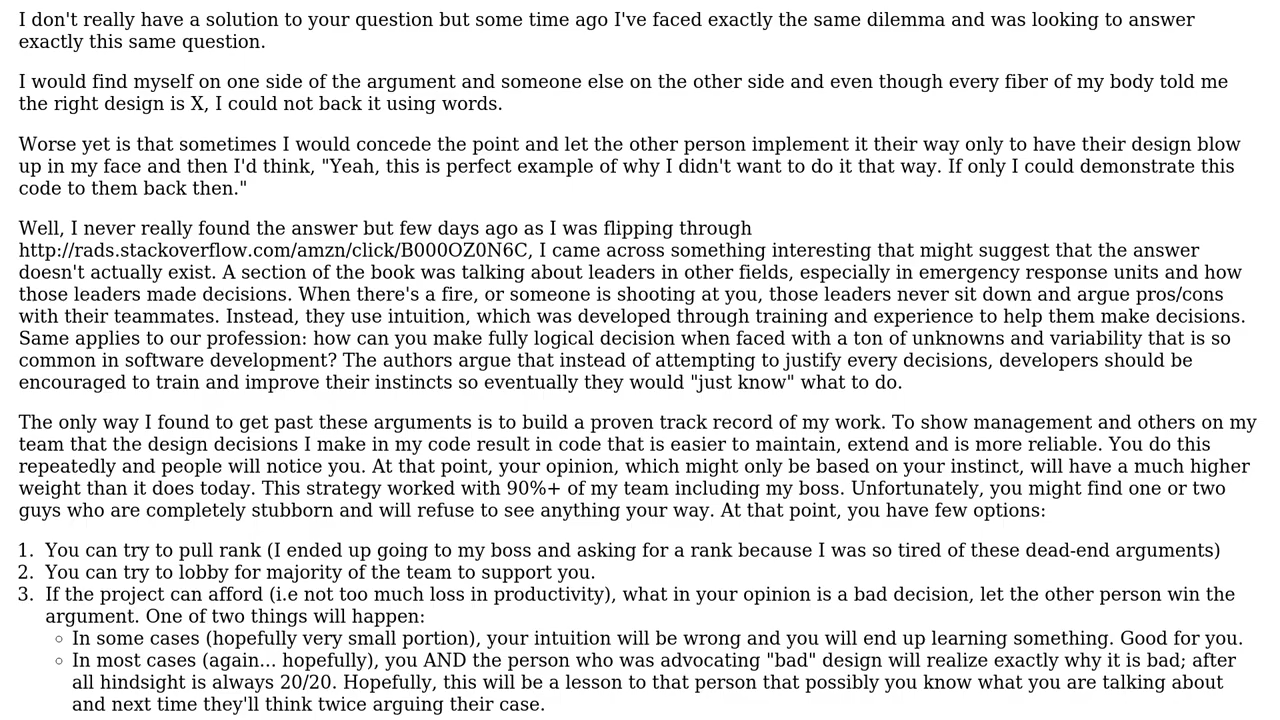 I don't really have a solution to your question but some time ago I've faced exactly the same dilemma and was looking to answer
exactly this same question.
I would find myself on one side of the argument and someone else on the other side and even though every fiber of my body told me
the right design is X, I could not back it using words.
Worse yet is that sometimes I would concede the point and let the other person implement it their way only to have their design blow
up in my face and then I'd think, "Yeah, this is perfect example of why I didn't want to do it that way. If only I could demonstrate this
code to them back then."
Well, I never really found the answer but few days ago as I was flipping through
http://rads.stackoverflow.com/amzn/click/B000OZ0N6C, I came across something interesting that might suggest that the answer
doesn't actually exist. A section of the book was talking about leaders in other fields, especially in emergency response units and how
those leaders made decisions. When there's a fire, or someone is shooting at you, those leaders never sit down and argue pros/cons
with their teammates. Instead, they use intuition, which was developed through training and experience to help them make decisions.
Same applies to our profession: how can you make fully logical decision when faced with a ton of unknowns and variability that is so
common in software development? The authors argue that instead of attempting to justify every decisions, developers should be
encouraged to train and improve their instincts so eventually they would "just know" what to do.
The only way I found to get past these arguments is to build a proven track record of my work. To show management and others on my
team that the design decisions I make in my code result in code that is easier to maintain, extend and is more reliable. You do this
repeatedly and people will notice you. At that point, your opinion, which might only be based on your instinct, will have a much higher
weight than it does today. This strategy worked with 90%+ of my team including my boss. Unfortunately, you might find one or two
guys who are completely stubborn and will refuse to see anything your way. At that point, you have few options:
1. You can try to pull rank (I ended up going to my boss and asking for a rank because I was so tired of these dead-end arguments)
2. You can try to lobby for majority of the team to support you.
3. If the project can afford (i.e not too much loss in productivity), what in your opinion is a bad decision, let the other person win the
argument. One of two things will happen:
◦ In some cases (hopefully very small portion), your intuition will be wrong and you will end up learning something. Good for you.
◦ In most cases (again... hopefully), you AND the person who was advocating "bad" design will realize exactly why it is bad; after
all hindsight is always 20/20. Hopefully, this will be a lesson to that person that possibly you know what you are talking about
and next time they'll think twice arguing their case.